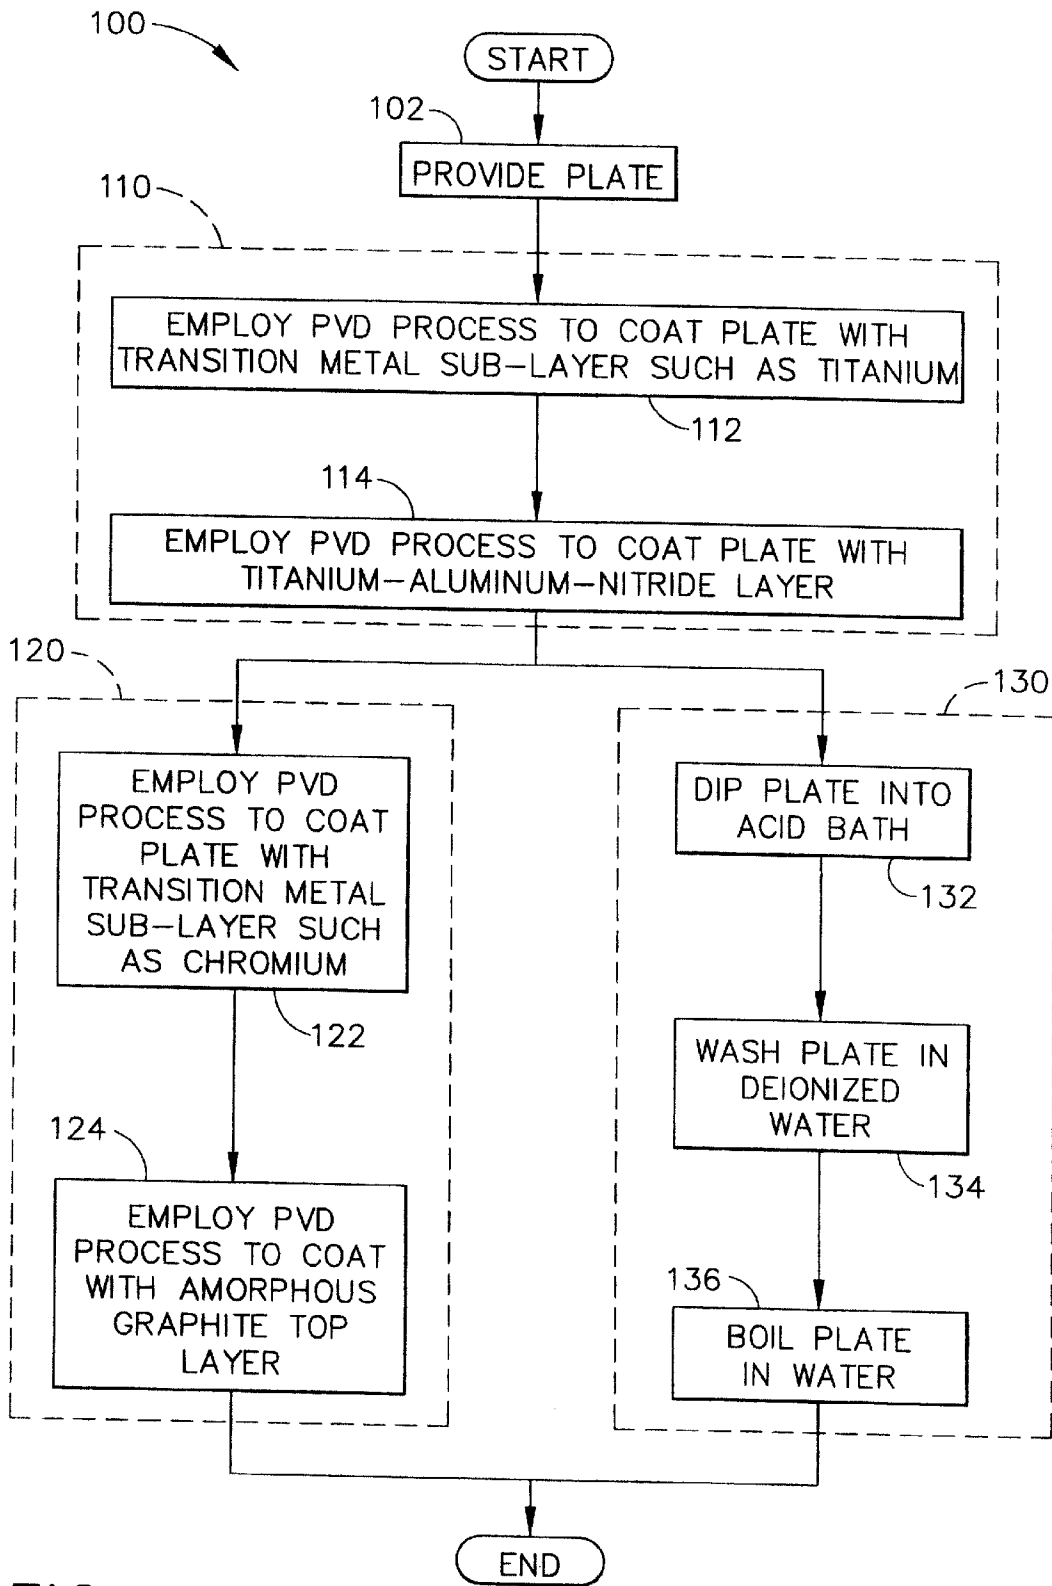 100
START
102
PROVIDE PLATE
110
EMPLOY PVD PROCESS TO COAT PLATE WITH
TRANSITION METAL SUB-LAYER SUCH AS TITANIUM
112
114
EMPLOY PVD PROCESS TO COAT PLATE WITH
TITANIUM-ALUMINUM-NITRIDE LAYER
120
EMPLOY PVD
PROCESS TO COAT
PLATE WITH
TRANSITION METAL
SUB-LAYER SUCH
AS CHROMIUM
122
124
EMPLOY PVD
PROCESS TO COAT
WITH AMORPHOUS
GRAPHITE TOP
LAYER
130
DIP PLATE INTO
ACID BATH
132
WASH PLATE IN
DEIONIZED
WATER
134
136
BOIL PLATE
IN WATER
END